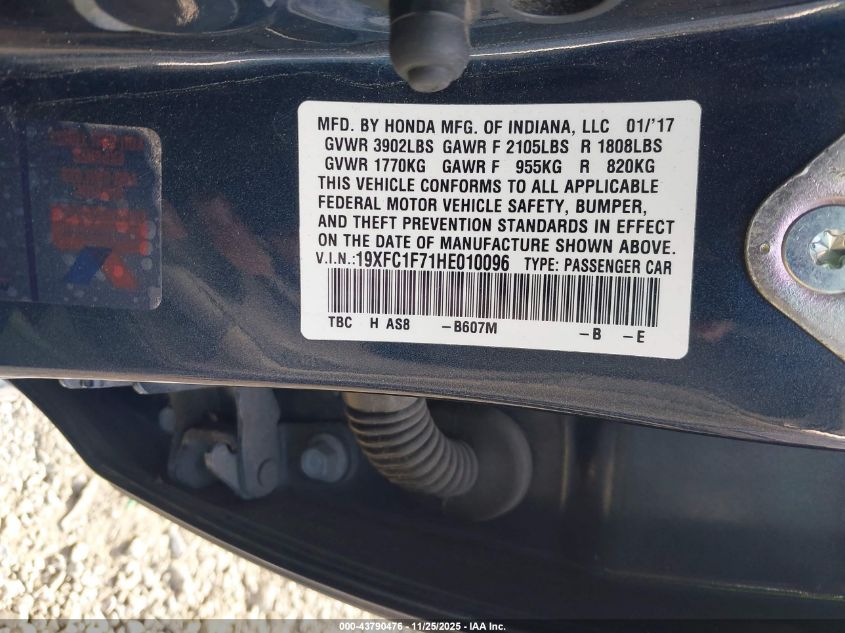 MFD. BY HONDA MFG. OF INDIANA, LLC 01/'17
GVWR 3902LBS GAWR F 2105LBS R 1808LBS
GVWR 1770KG GAWR F 955KG R 820KG
THIS VEHICLE CONFORMS TO ALL APPLICABLE
FEDERAL MOTOR VEHICLE SAFETY, BUMPER,
AND THEFT PREVENTION STANDARDS IN EFFECT
ON THE DATE OF MANUFACTURE SHOWN ABOVE.
V.I.N.:19XFC1F71HE010096 TYPE: PASSENGER CAR
TBC H AS8 -B607M -B -E
000-43790476 - 11/25/2025 - IAA Inc.